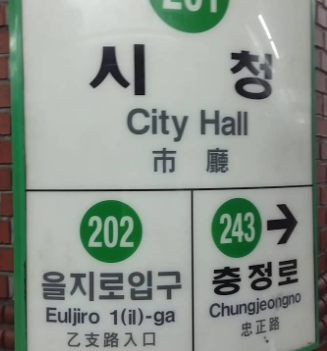 201
시 청
City Hall
市 廳
202
을지로입구
Euljiro 1(il)-ga
乙支路入口
243 →
충정로
Chungjeongno
忠正路